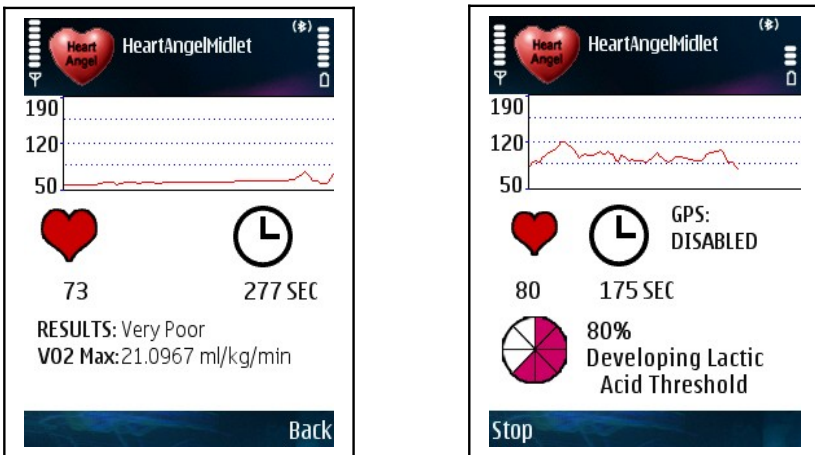 Heart
Angel
HeartAngelMidlet
190
120
50
73
277 SEC
RESULTS: Very Poor
VO2 Max:21.0967 ml/kg/min
Back
Heart
Angel
HeartAngelMidlet
190
120
50
GPS:
DISABLED
80
175 SEC
80%
Developing Lactic
Acid Threshold
Stop